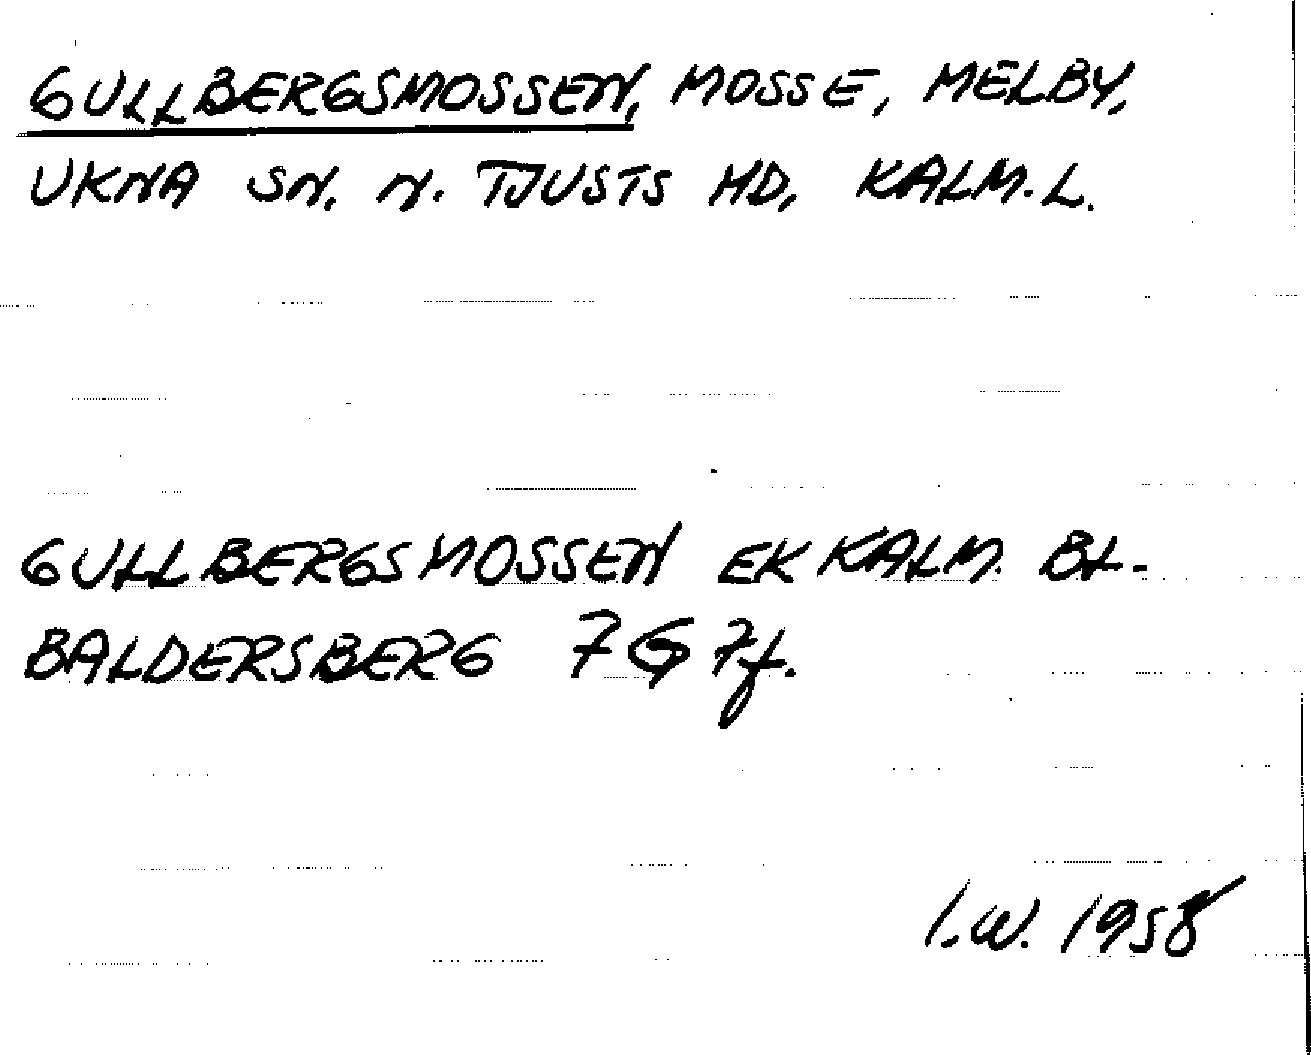 GULLBERGSMOSSEN, MOSSE, MELBY,
UKNA SN. N. TJUSTS HD, KALM. L.
GULLBERGSMOSSEN EK KALM. BL.
BALDERSBERG 7G 7f.
I.W. 1958